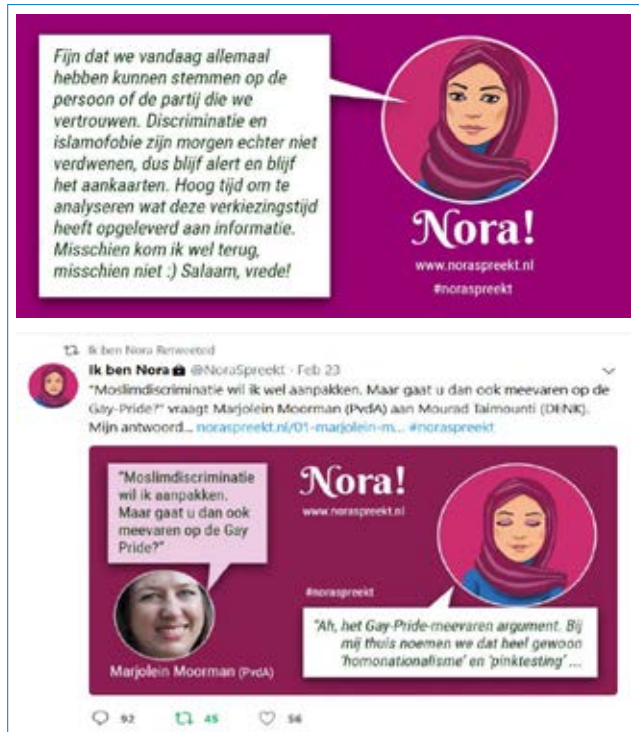 Fijn dat we vandaag allemaal
hebben kunnen stemmen op de
persoon of de partij die we
vertrouwen. Discriminatie en
islamofobie zijn morgen echter niet
verdwenen, dus blijf alert en blijf
het aankaarten. Hoog tijd om te
analyseren wat deze verkiezingstijd
heeft opgeleverd aan informatie.
Misschien kom ik wel terug,
misschien niet :) Salaam, vrede!
Nora!
www.noraspreekt.nl
#noraspreekt
Ik ben Nora Retweeted
Ik ben Nora @NoraSpreekt · Feb 23
"Moslimdiscriminatie wil ik wel aanpakken. Maar gaat u dan ook meevaren op de
Gay-Pride?" vraagt Marjolein Moorman (PvdA) aan Mourad Taimounti (DENK).
Mijn antwoord... noraspreekt.nl/01-marjolein-m... #noraspreekt
"Moslimdiscriminatie
wil ik aanpakken.
Maar gaat u dan ook
meevaren op de Gay
Pride?"
Marjolein Moorman (PvdA)
Nora!
www.noraspreekt.nl
#noraspreekt
"Ah, het Gay-Pride-meevaren argument. Bij
mij thuis noemen we dat heel gewoon
'homonationalisme' en 'pinktesting' ...
92 45 56